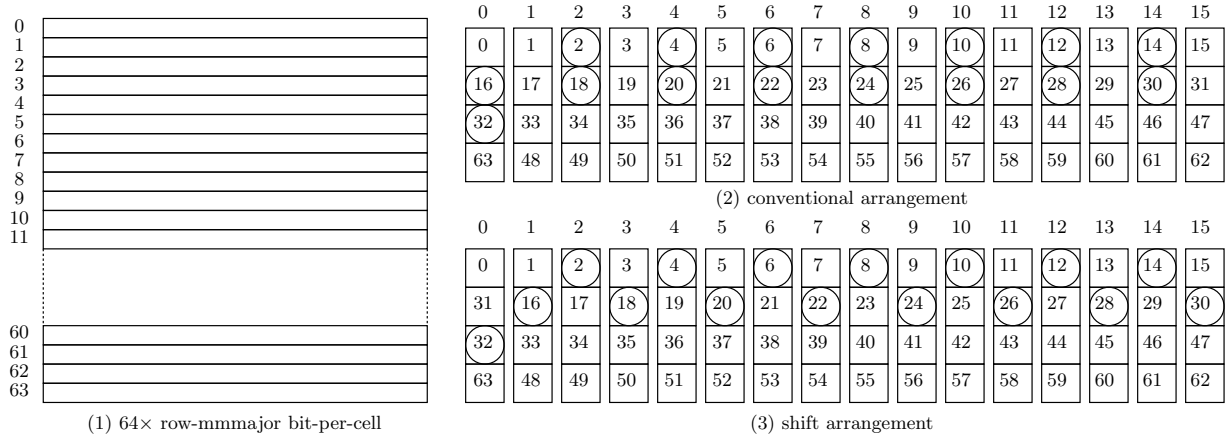 0
1
2
3
4
5
6
7
8
9
10
11
60
61
62
63
(1) 64× row-mmmajor bit-per-cell
0 1 2 3 4 5 6 7 8 9 10 11 12 13 14 15
0 1 2 3 4 5 6 7 8 9 10 11 12 13 14 15
16 17 18 19 20 21 22 23 24 25 26 27 28 29 30 31
32 33 34 35 36 37 38 39 40 41 42 43 44 45 46 47
63 48 49 50 51 52 53 54 55 56 57 58 59 60 61 62
(2) conventional arrangement
0 1 2 3 4 5 6 7 8 9 10 11 12 13 14 15
0 1 2 3 4 5 6 7 8 9 10 11 12 13 14 15
31 16 17 18 19 20 21 22 23 24 25 26 27 28 29 30
32 33 34 35 36 37 38 39 40 41 42 43 44 45 46 47
63 48 49 50 51 52 53 54 55 56 57 58 59 60 61 62
(3) shift arrangement